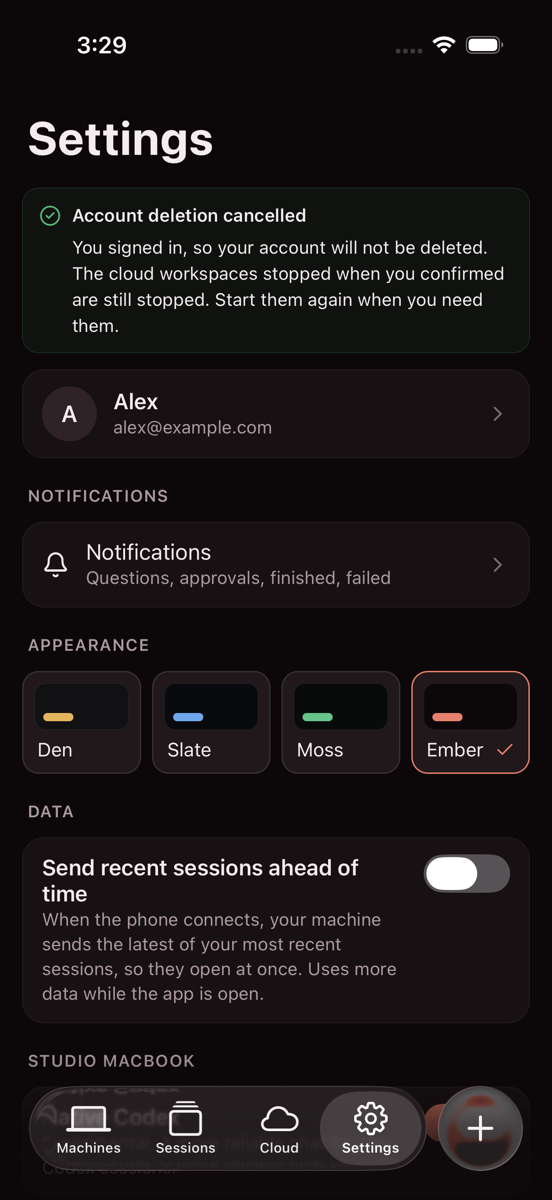 3:29
Settings
Account deletion cancelled
You signed in, so your account will not be deleted.
The cloud workspaces stopped when you confirmed
are still stopped. Start them again when you need
them.
A
Alex
alex@example.com
NOTIFICATIONS
Notifications
Questions, approvals, finished, failed
APPEARANCE
Den
Slate
Moss
Ember
DATA
Send recent sessions ahead of
time
When the phone connects, your machine
sends the latest of your most recent
sessions, so they open at once. Uses more
data while the app is open.
STUDIO MACBOOK
Machines
Sessions
Cloud
Settings